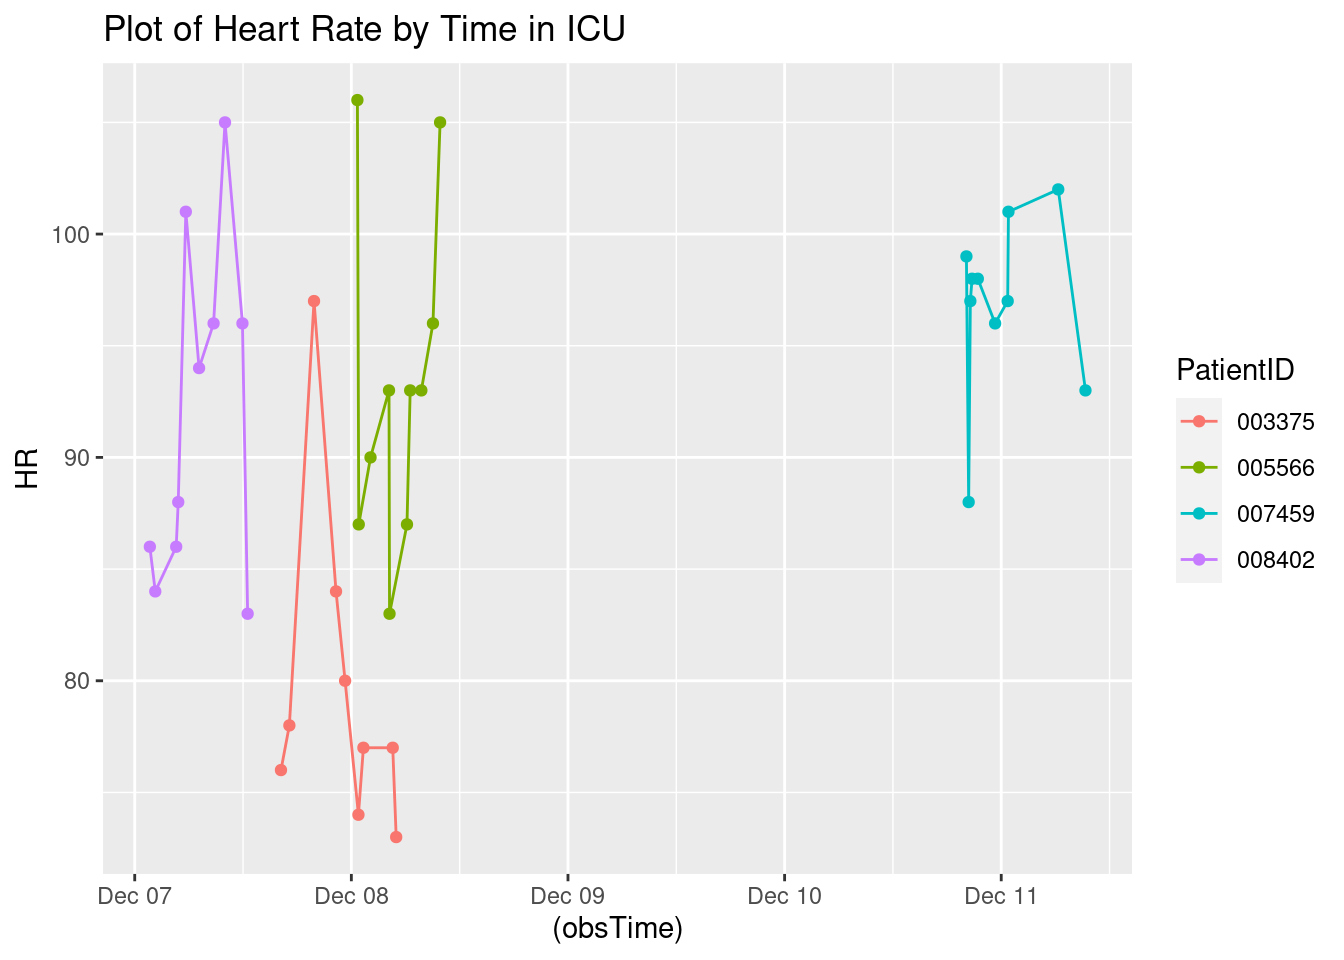 Plot of Heart Rate by Time in ICU
HR
100
90
80
Dec 07 Dec 08 Dec 09 Dec 10 Dec 11
(obsTime)
PatientID
003375
005566
007459
008402